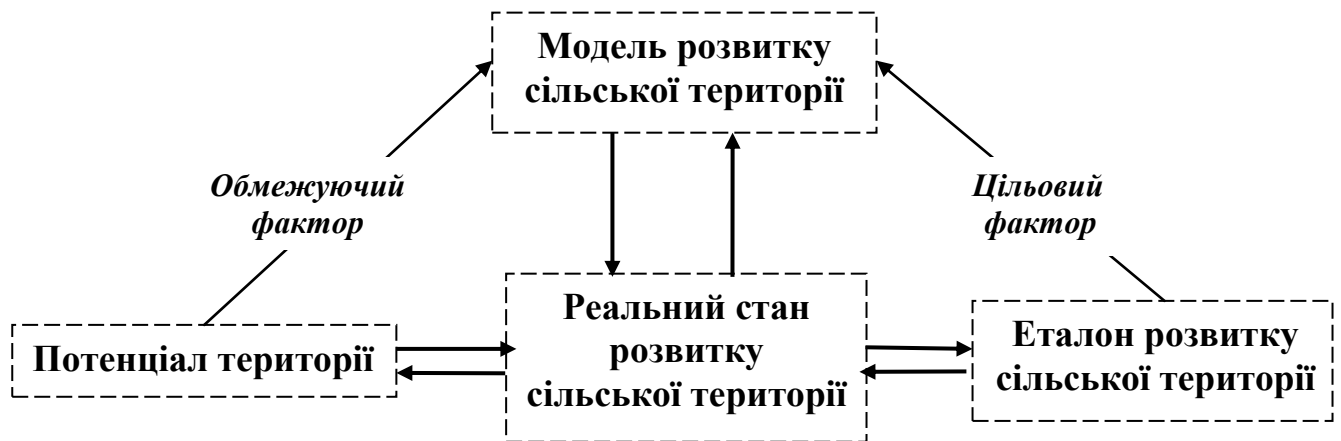 Модель розвитку
сільської території
Обмежуючий
фактор
Цільовий
фактор
Потенціал території
Реальний стан
розвитку
сільської території
Еталон розвитку
сільської території